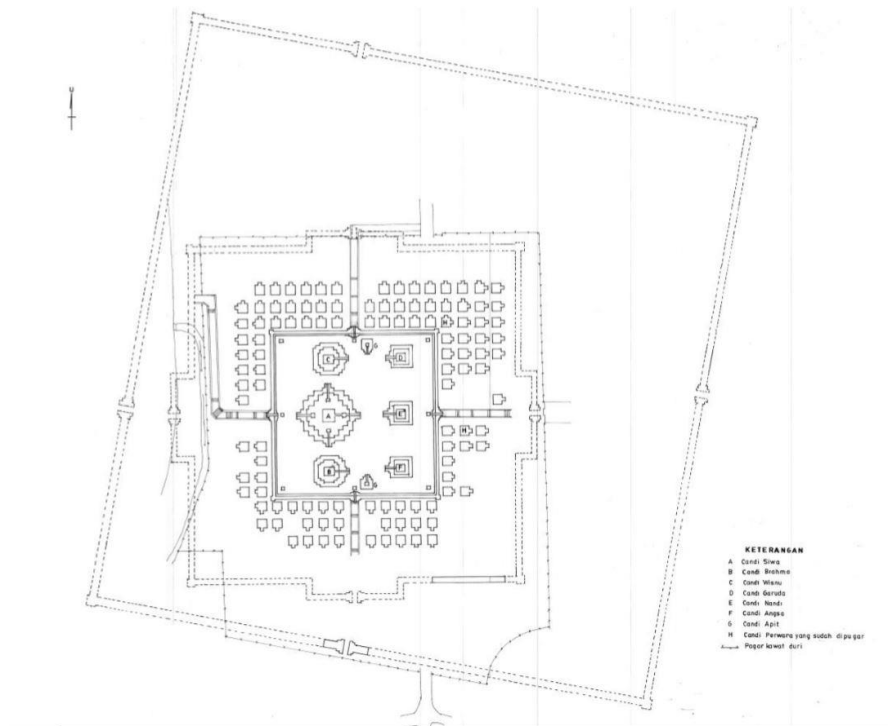 U
H
G
C
D
A
E
H
B
F
G
KETERANGAN
A Candi Siwa
B Candi Brahma
C Candi Wisnu
D Candi Garuda
E Candi Nandi
F Candi Angsa
G Candi Apit
H Candi Perwara yang sudah dipugar
Pagar kawat duri